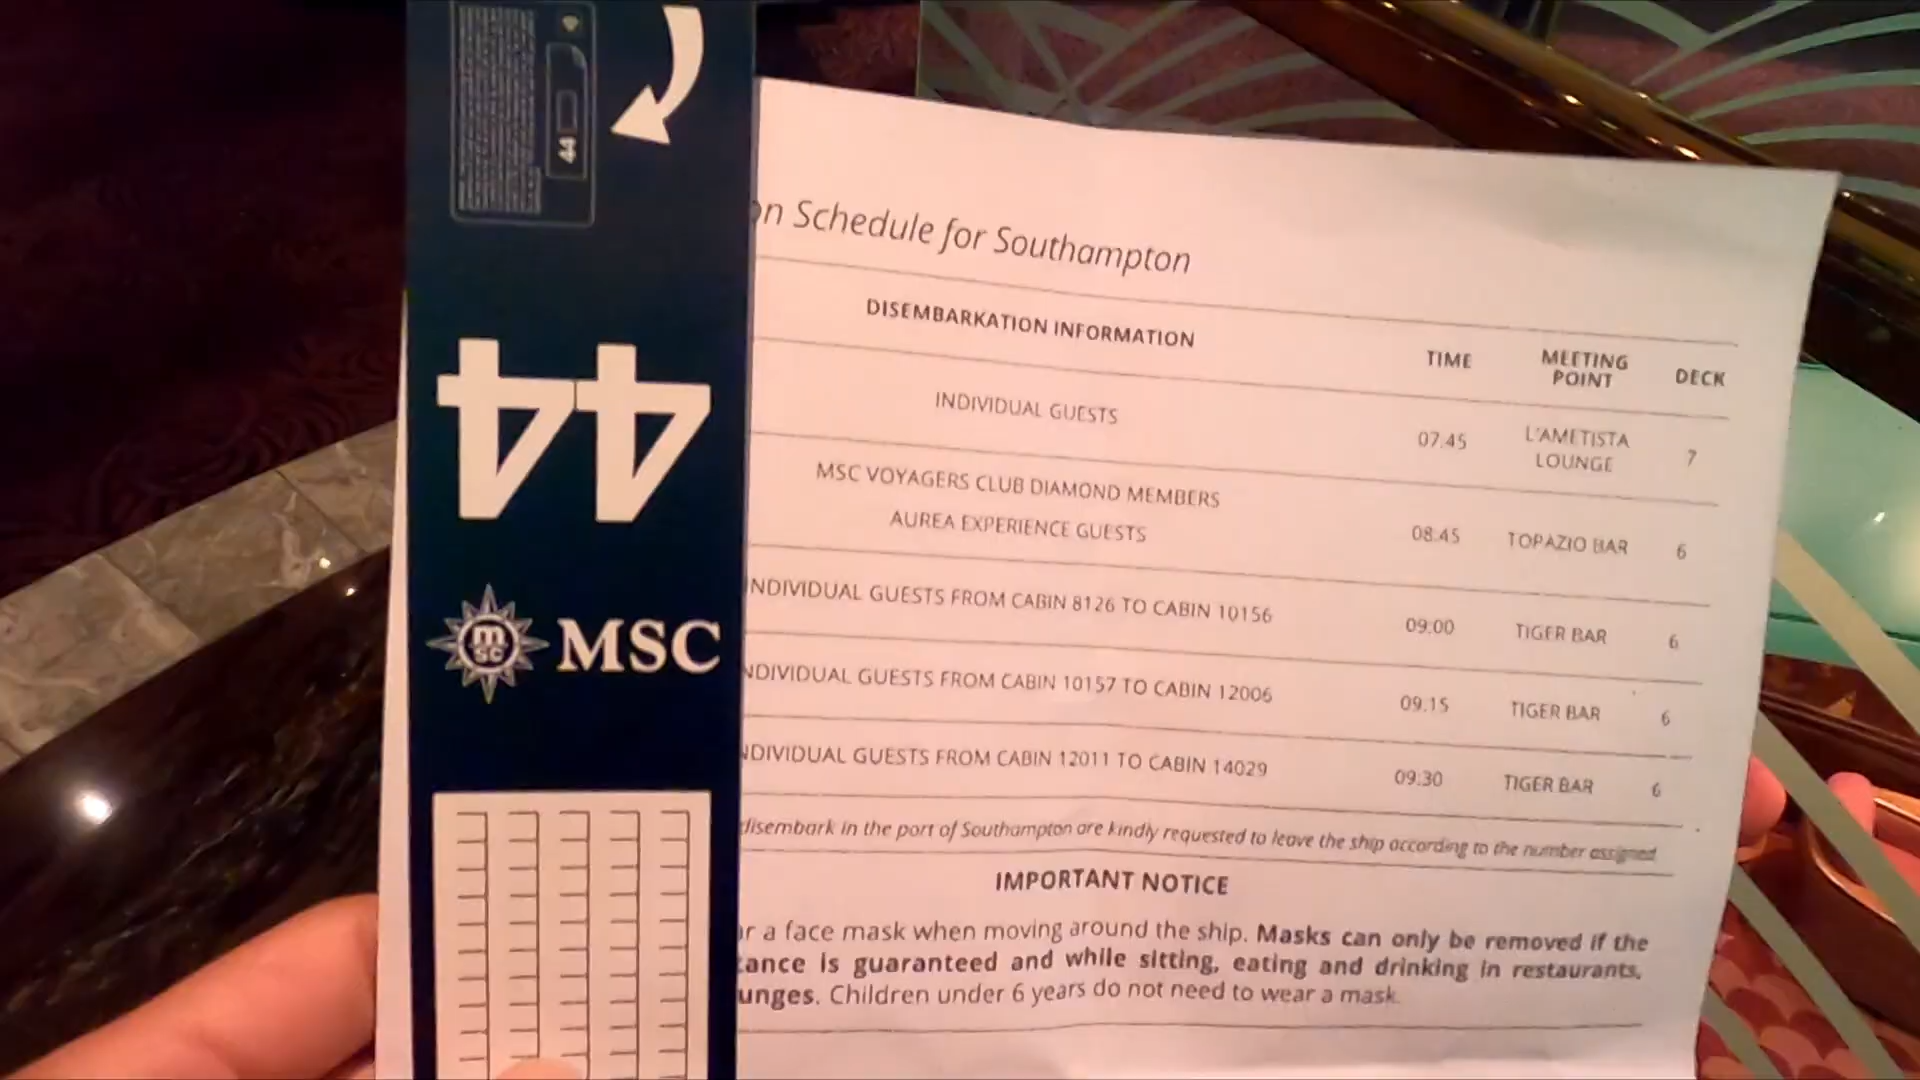 44
44
MSC
m
sc
Schedule for Southampton
DISEMBARKATION INFORMATION
TIME
MEETING
POINT
DECK
INDIVIDUAL GUESTS
07.45
L'AMETISTA
LOUNGE
7
MSC VOYAGERS CLUB DIAMOND MEMBERS
AUREA EXPERIENCE GUESTS
08:45
TOPAZIO BAR
6
NDIVIDUAL GUESTS FROM CABIN 8126 TO CABIN 10156
09:00
TIGER BAR
6
NDIVIDUAL GUESTS FROM CABIN 10157 TO CABIN 12006
09.15
TIGER BAR
6
NDIVIDUAL GUESTS FROM CABIN 12011 TO CABIN 14029
09:30
TIGER BAR
6
disembark in the port of Southampton are kindly requested to leave the ship according to the number assigned
IMPORTANT NOTICE
r a face mask when moving around the ship. Masks can only be removed if the
ance is guaranteed and while sitting, eating and drinking in restaurants,
unges. Children under 6 years do not need to wear a mask.